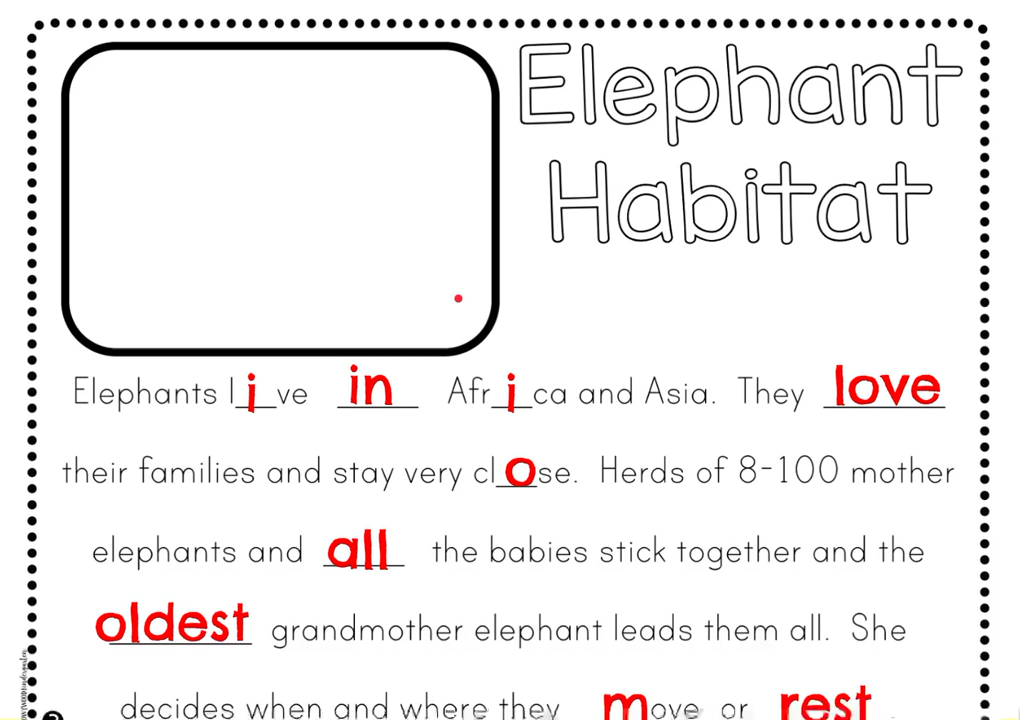 Elephant
Habitat
Elephants live in Africa and Asia. They love
their families and stay very close. Herds of 8-100 mother
elephants and all the babies stick together and the
oldest grandmother elephant leads them all. She
decides when and where they move or rest